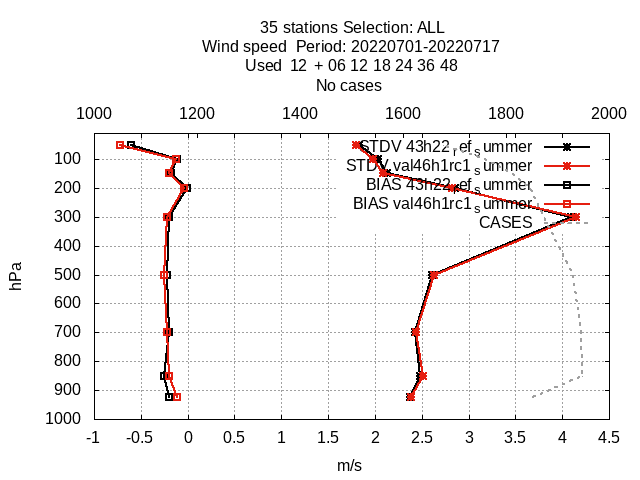 35 stations Selection: ALL
Wind speed  Period: 20220701-20220717
Used  12  + 06 12 18 24 36 48
No cases
1000 1200 1400 1600 1800 2000
STDV 43h22_ref_summer
STDV val46h1rc1_summer
BIAS 43h22_ref_summer
BIAS val46h1rc1_summer
CASES
hPa
100
200
300
400
500
600
700
800
900
1000
-1 -0.5 0 0.5 1 1.5 2 2.5 3 3.5 4 4.5
m/s